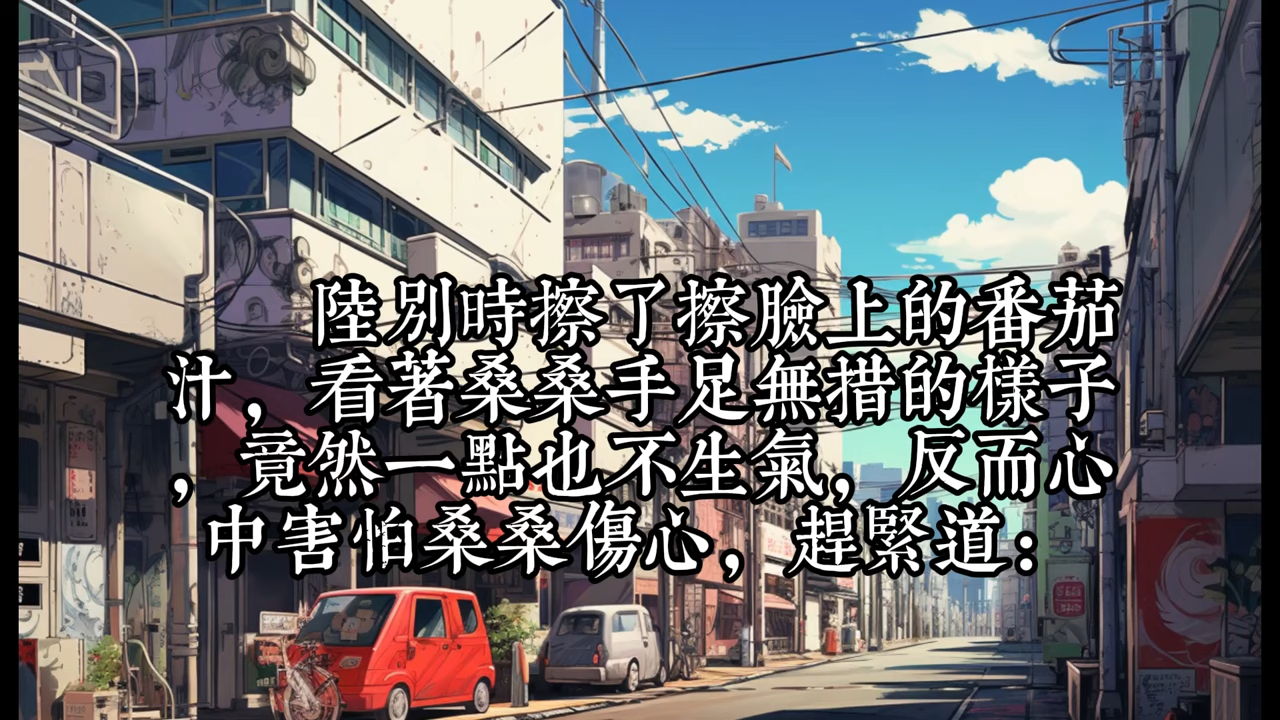 陸別時擦了擦臉上的番茄
汁，看著桑桑手足無措的樣子
，竟然一點也不生氣，反而心
中害怕桑桑傷心，趕緊道：